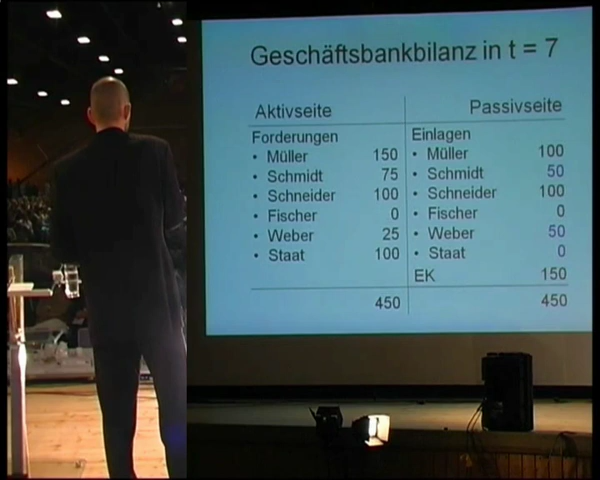 Geschäftsbankbilanz in t = 7
Aktivseite Passivseite
Forderungen Einlagen
• Müller 150 • Müller 100
• Schmidt 75 • Schmidt 50
• Schneider 100 • Schneider 100
• Fischer 0 • Fischer 0
• Weber 25 • Weber 50
• Staat 100 • Staat 0
EK 150
450 450